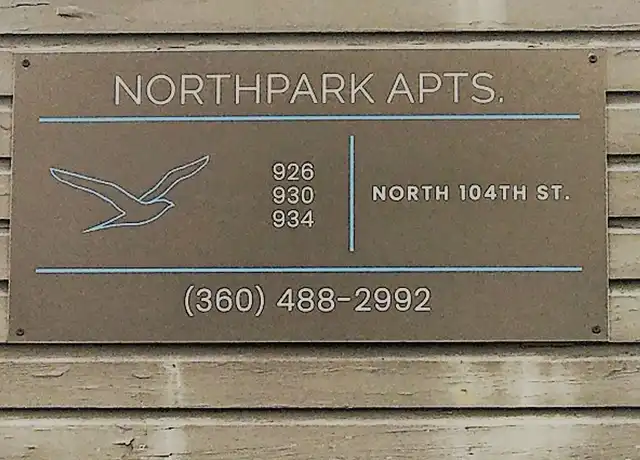 NORTHPARK APTS.
926
930
934
NORTH 104TH ST.
(360) 488-2992